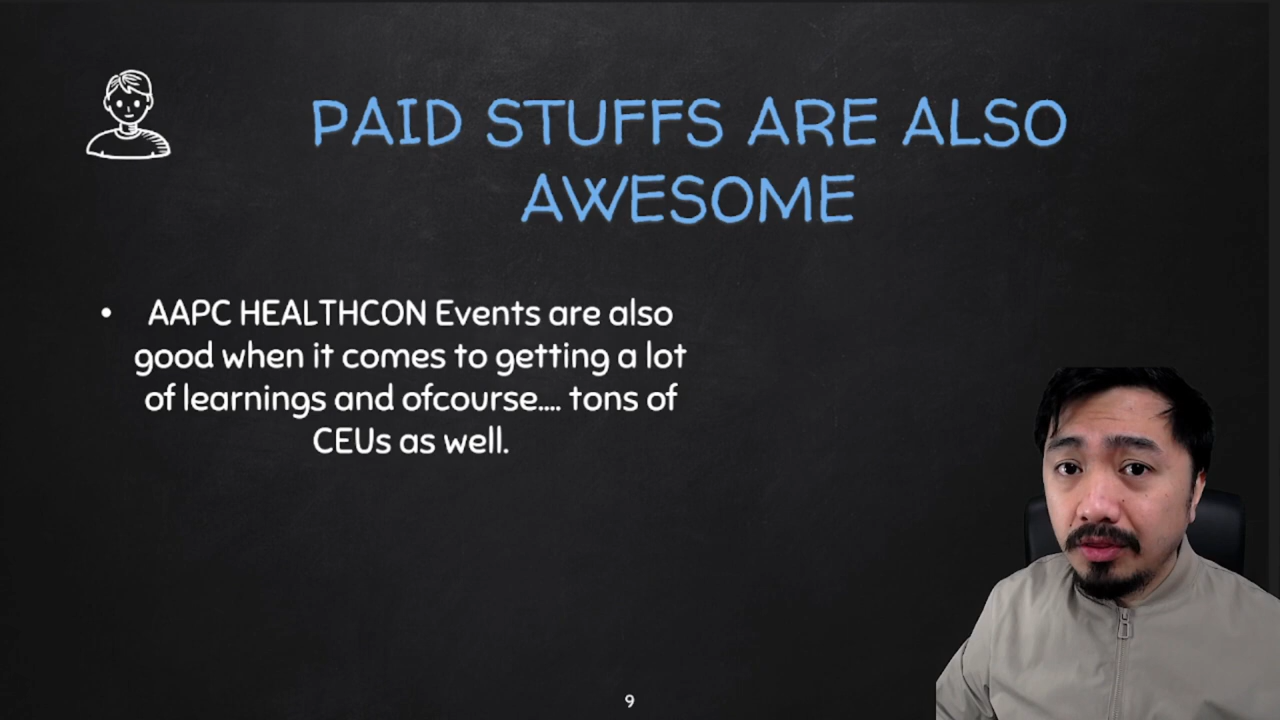 PAID STUFFS ARE ALSO
AWESOME
• AAPC HEALTHCON Events are also
good when it comes to getting a lot
of learnings and ofcourse.... tons of
CEUs as well.
9